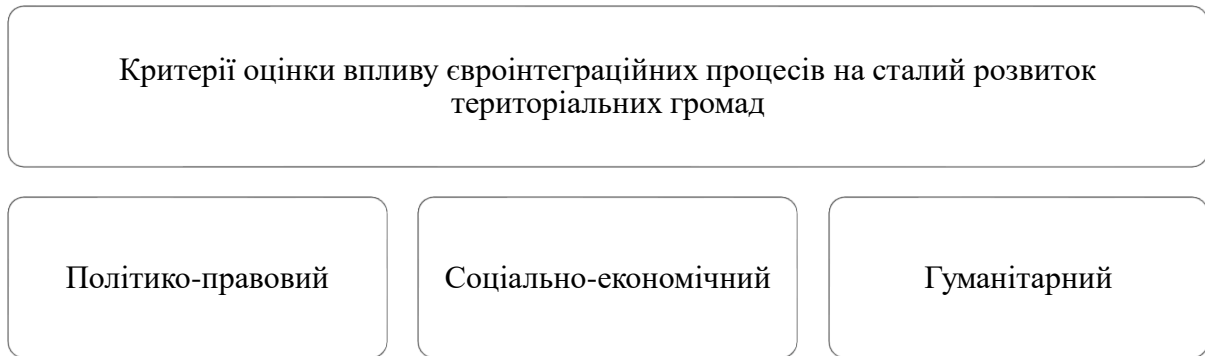 Критерії оцінки впливу євроінтеграційних процесів на сталий розвиток
територіальних громад
Політико-правовий
Соціально-економічний
Гуманітарний